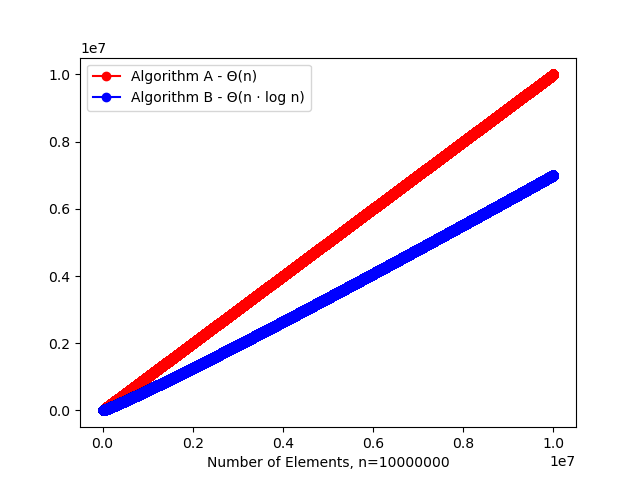 1e7
1.0
Algorithm A - Θ(n)
Algorithm B - Θ(n · log n)
0.8
0.6
0.4
0.2
0.0
0.0 0.2 0.4 0.6 0.8 1.0
Number of Elements, n=10000000
1e7